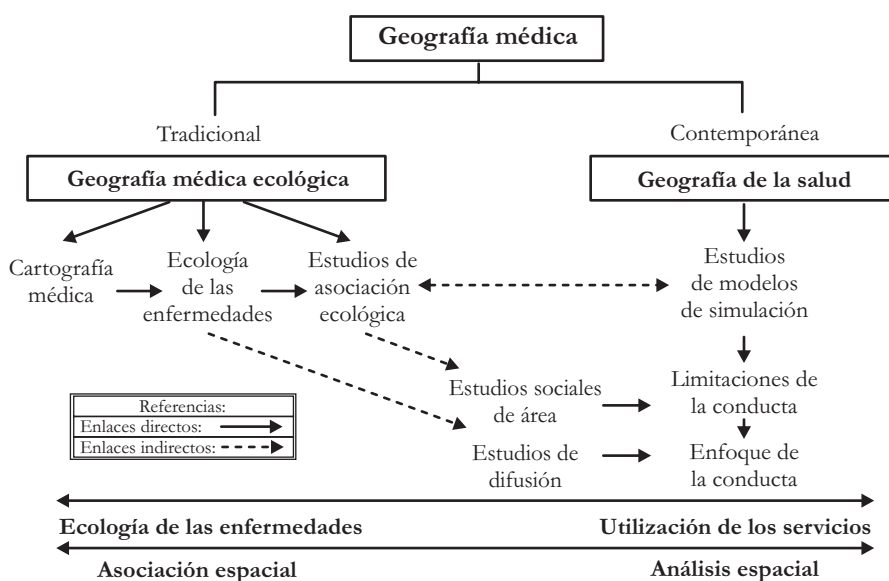 Geografía médica
Tradicional
Contemporánea
Geografía médica ecológica
Geografía de la salud
Cartografía
médica
Ecología
de las
enfermedades
Estudios de
asociación
ecológica
Estudios
de modelos
de simulación
Estudios sociales
de área
Limitaciones de
la conducta
Estudios de
difusión
Enfoque de
la conducta
Referencias:
Enlaces directos:
Enlaces indirectos:
Ecología de las enfermedades
Utilización de los servicios
Asociación espacial
Análisis espacial